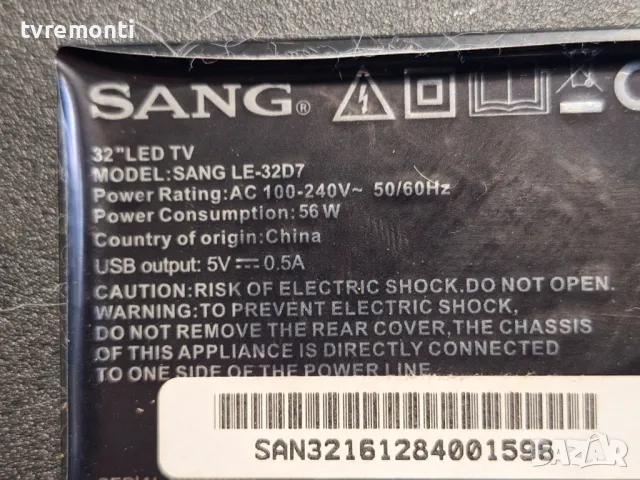 tvremonti
SANG®
32"LED TV
MODEL:SANG LE-32D7
Power Rating:AC 100-240V~ 50/60Hz
Power Consumption:56W
Country of origin:China
USB output: 5V⎓0.5A
CAUTION:RISK OF ELECTRIC SHOCK.DO NOT OPEN.
WARNING:TO PREVENT ELECTRIC SHOCK,
DO NOT REMOVE THE REAR COVER,THE CHASSIS
OF THIS APPLIANCE IS DIRECTLY CONNECTED
TO ONE SIDE OF THE POWER LINE.
SAN32161284001596
BAZAR
tvremonti